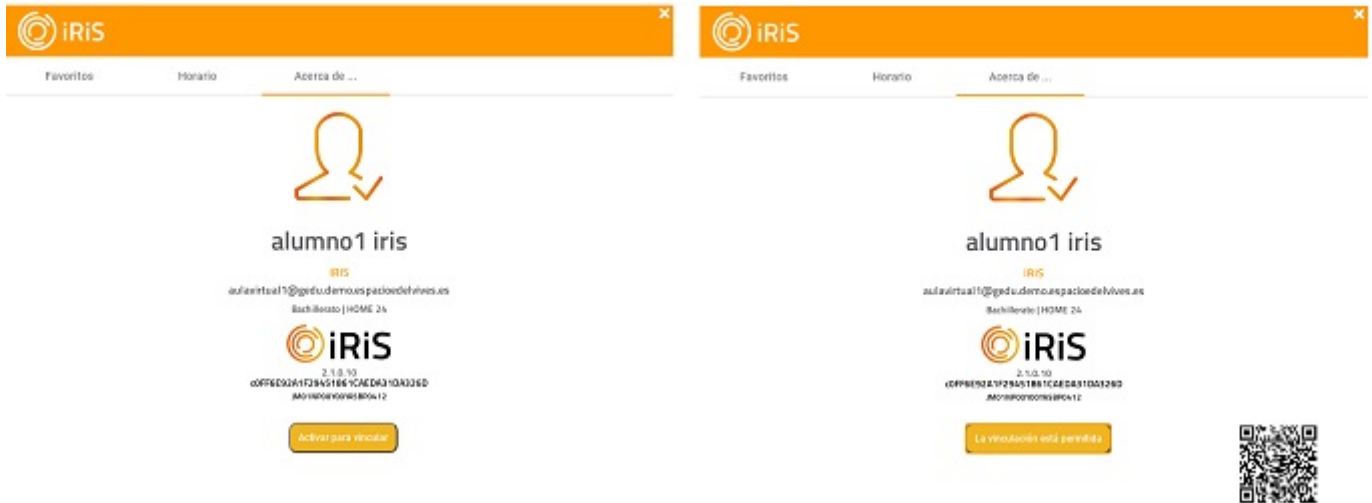 iRiS
Favoritos Horario Acerca de ...
alumno1 iris
iRiS
aulavirtual1@gedu.demo.espacioedelvives.es
Bachillerato | HOME 24
iRiS
2.1.0.10
Activar para vincular
iRiS
Favoritos Horario Acerca de ...
alumno1 iris
iRiS
aulavirtual1@gedu.demo.espacioedelvives.es
Bachillerato | HOME 24
iRiS
2.1.0.10
La vinculación está permitida